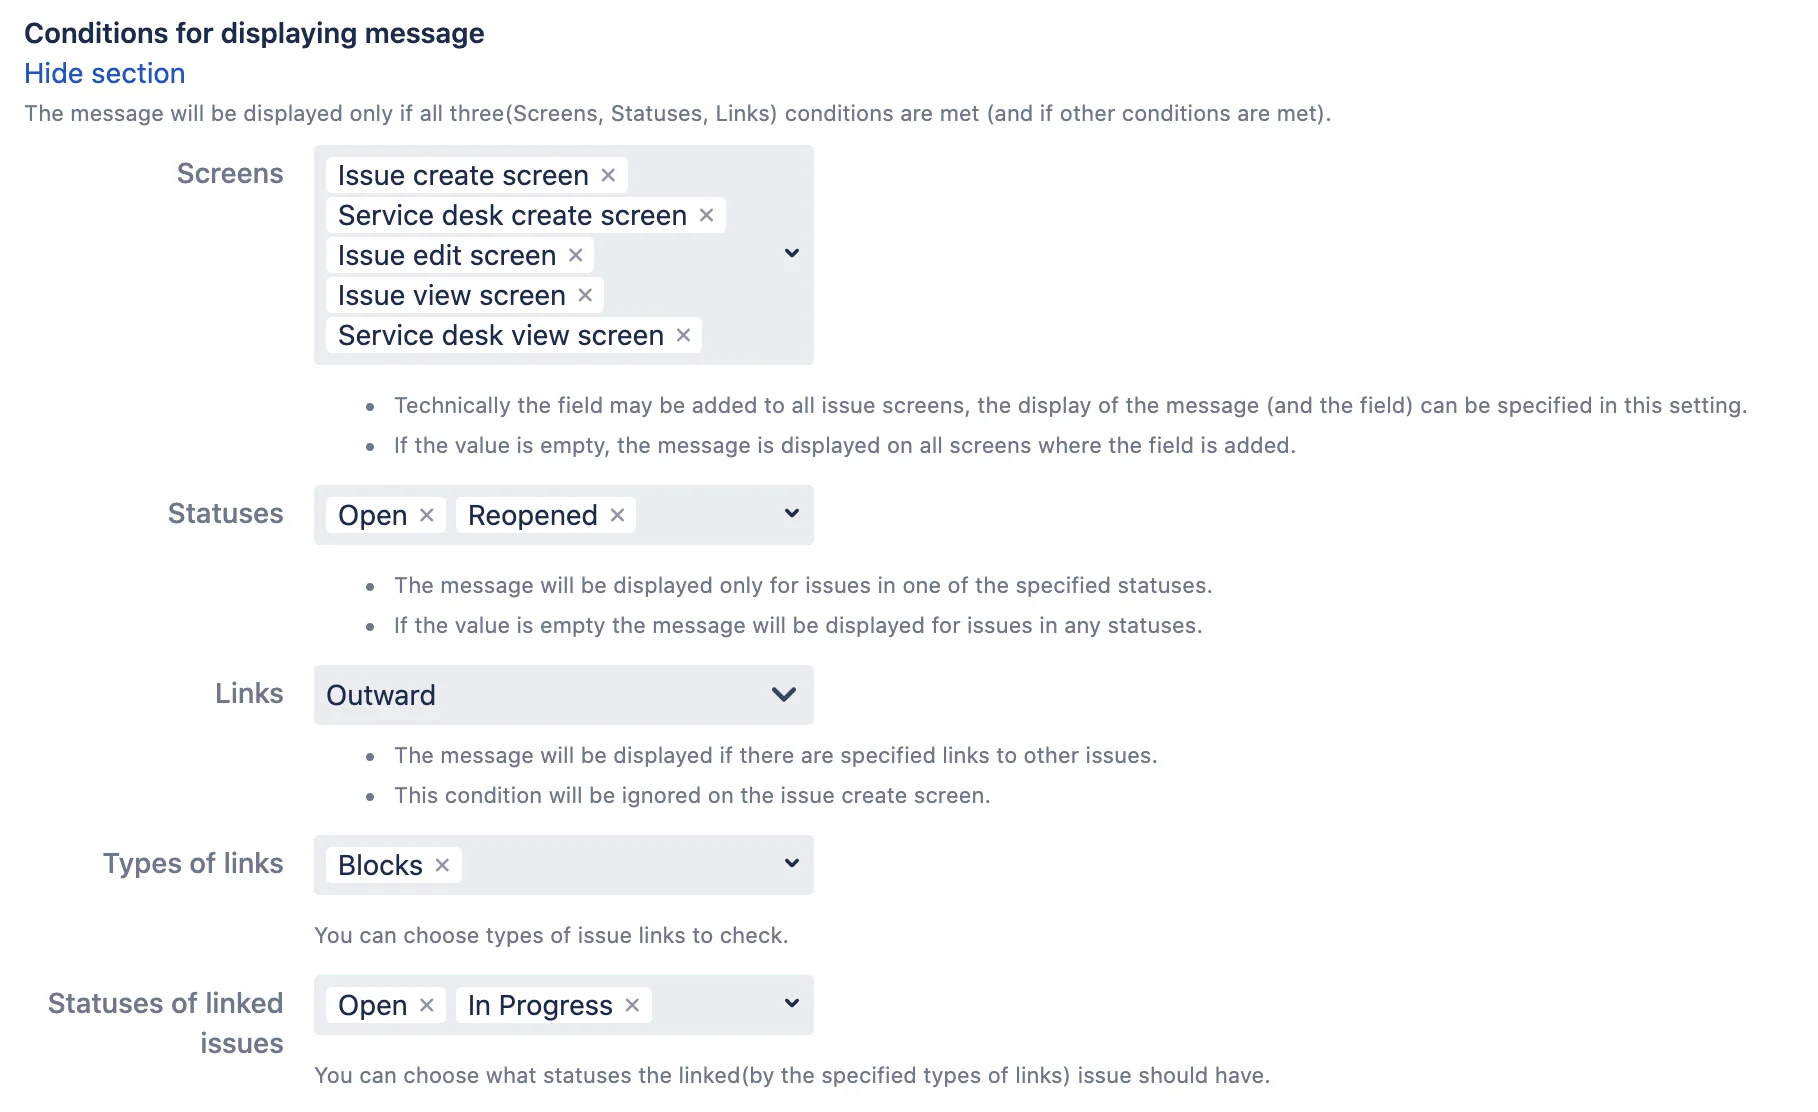 Conditions for displaying message
Hide section
The message will be displayed only if all three(Screens, Statuses, Links) conditions are met (and if other conditions are met).
Screens
Issue create screen ×
Service desk create screen ×
Issue edit screen ×
Issue view screen ×
Service desk view screen ×
• Technically the field may be added to all issue screens, the display of the message (and the field) can be specified in this setting.
• If the value is empty, the message is displayed on all screens where the field is added.
Statuses
Open × Reopened ×
• The message will be displayed only for issues in one of the specified statuses.
• If the value is empty the message will be displayed for issues in any statuses.
Links
Outward
• The message will be displayed if there are specified links to other issues.
• This condition will be ignored on the issue create screen.
Types of links
Blocks ×
You can choose types of issue links to check.
Statuses of linked
issues
Open × In Progress ×
You can choose what statuses the linked(by the specified types of links) issue should have.